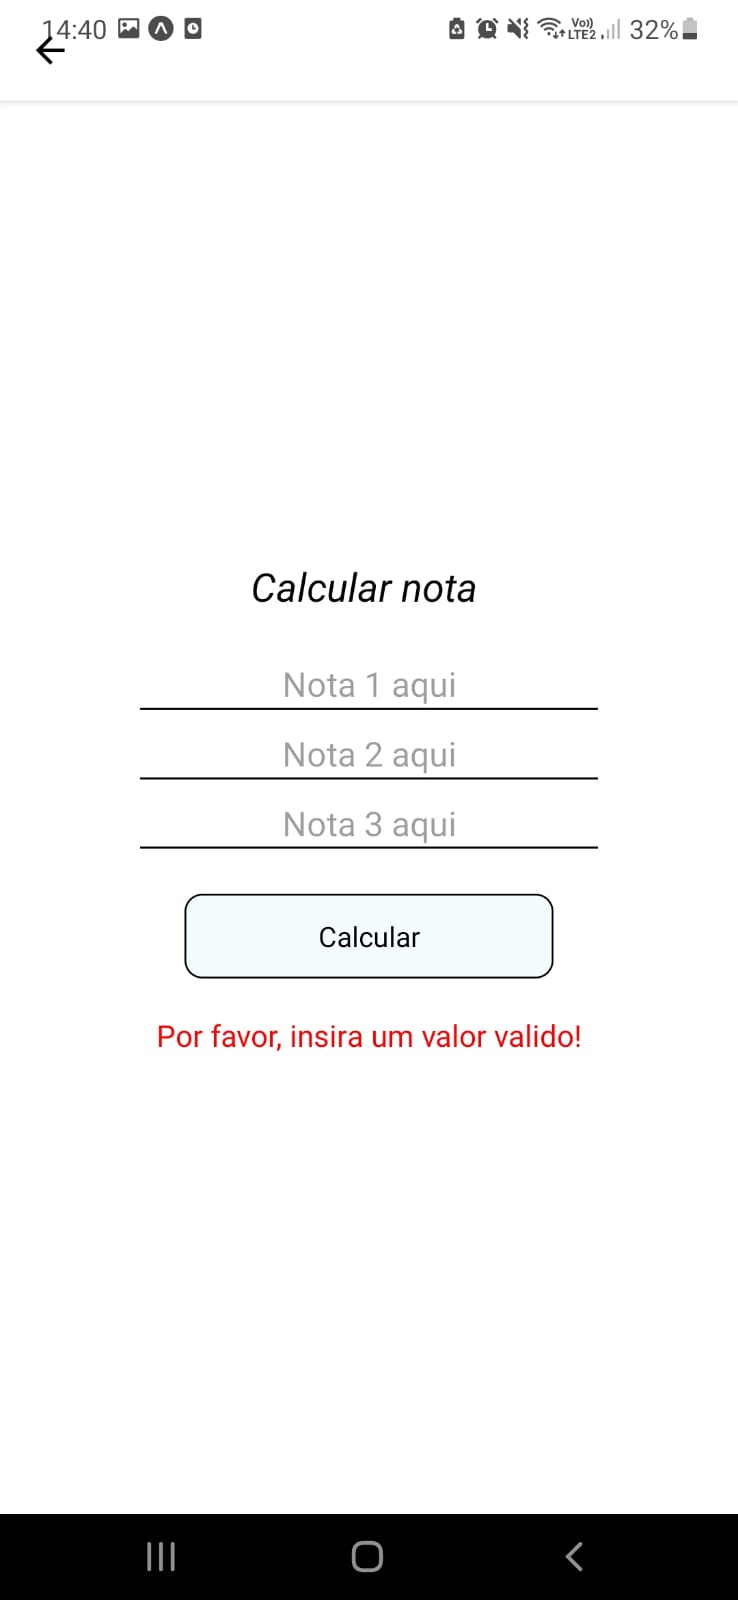 14:40 Vo)) LTE2 32%
Calcular nota
Nota 1 aqui
Nota 2 aqui
Nota 3 aqui
Calcular
Por favor, insira um valor valido!